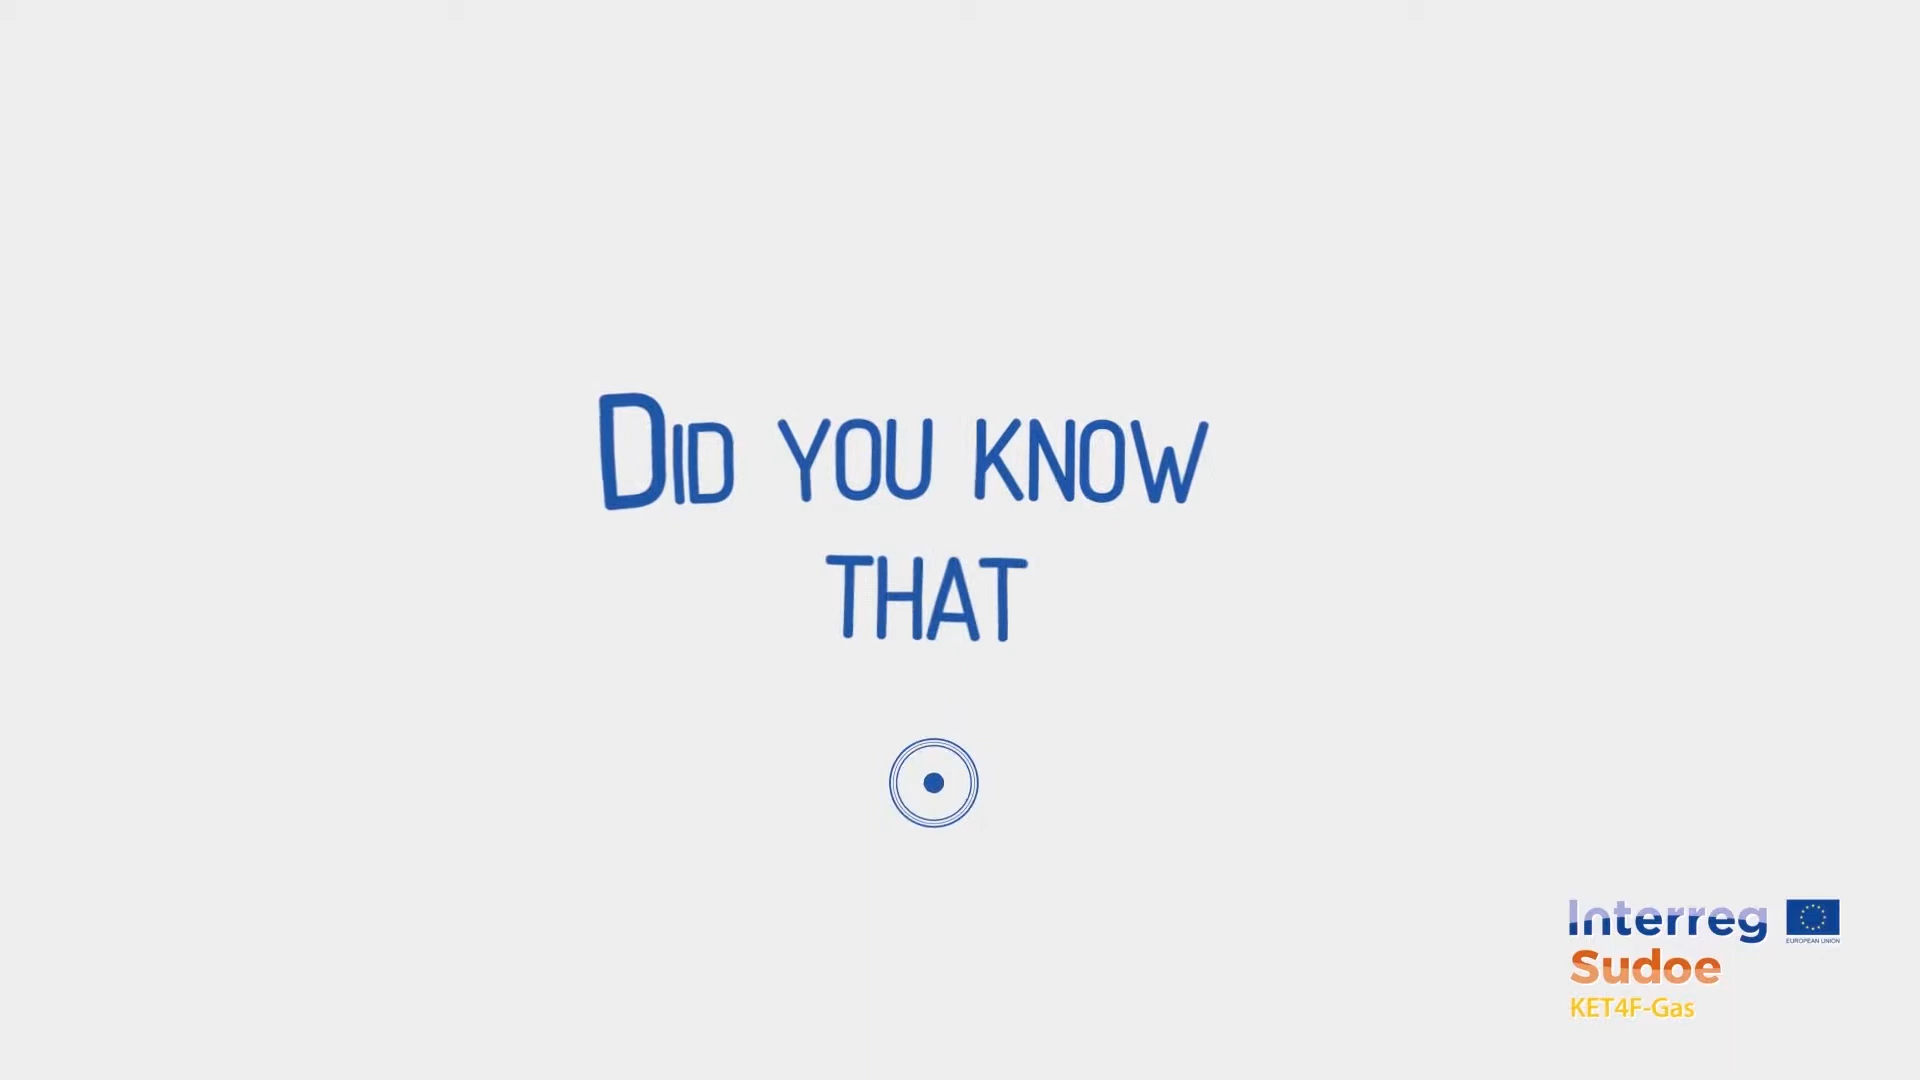 Did you know
that
Interreg
EUROPEAN UNION
Sudoe
KET4F-Gas